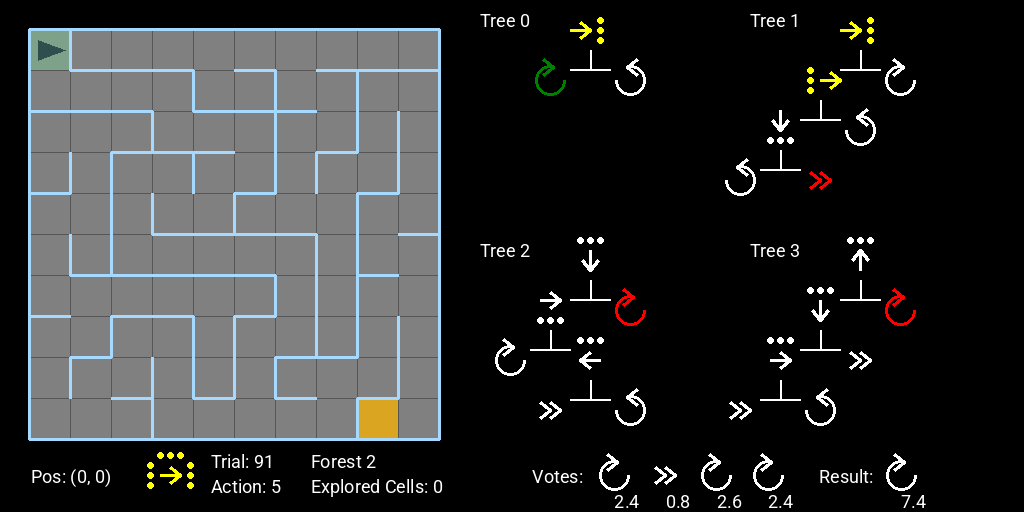 Tree 0
Tree 1
Tree 2
Tree 3
Pos: (0, 0)
Trial: 91
Forest 2
Action: 5
Explored Cells: 0
Votes:
Result:
2.4
0.8
2.6
2.4
7.4